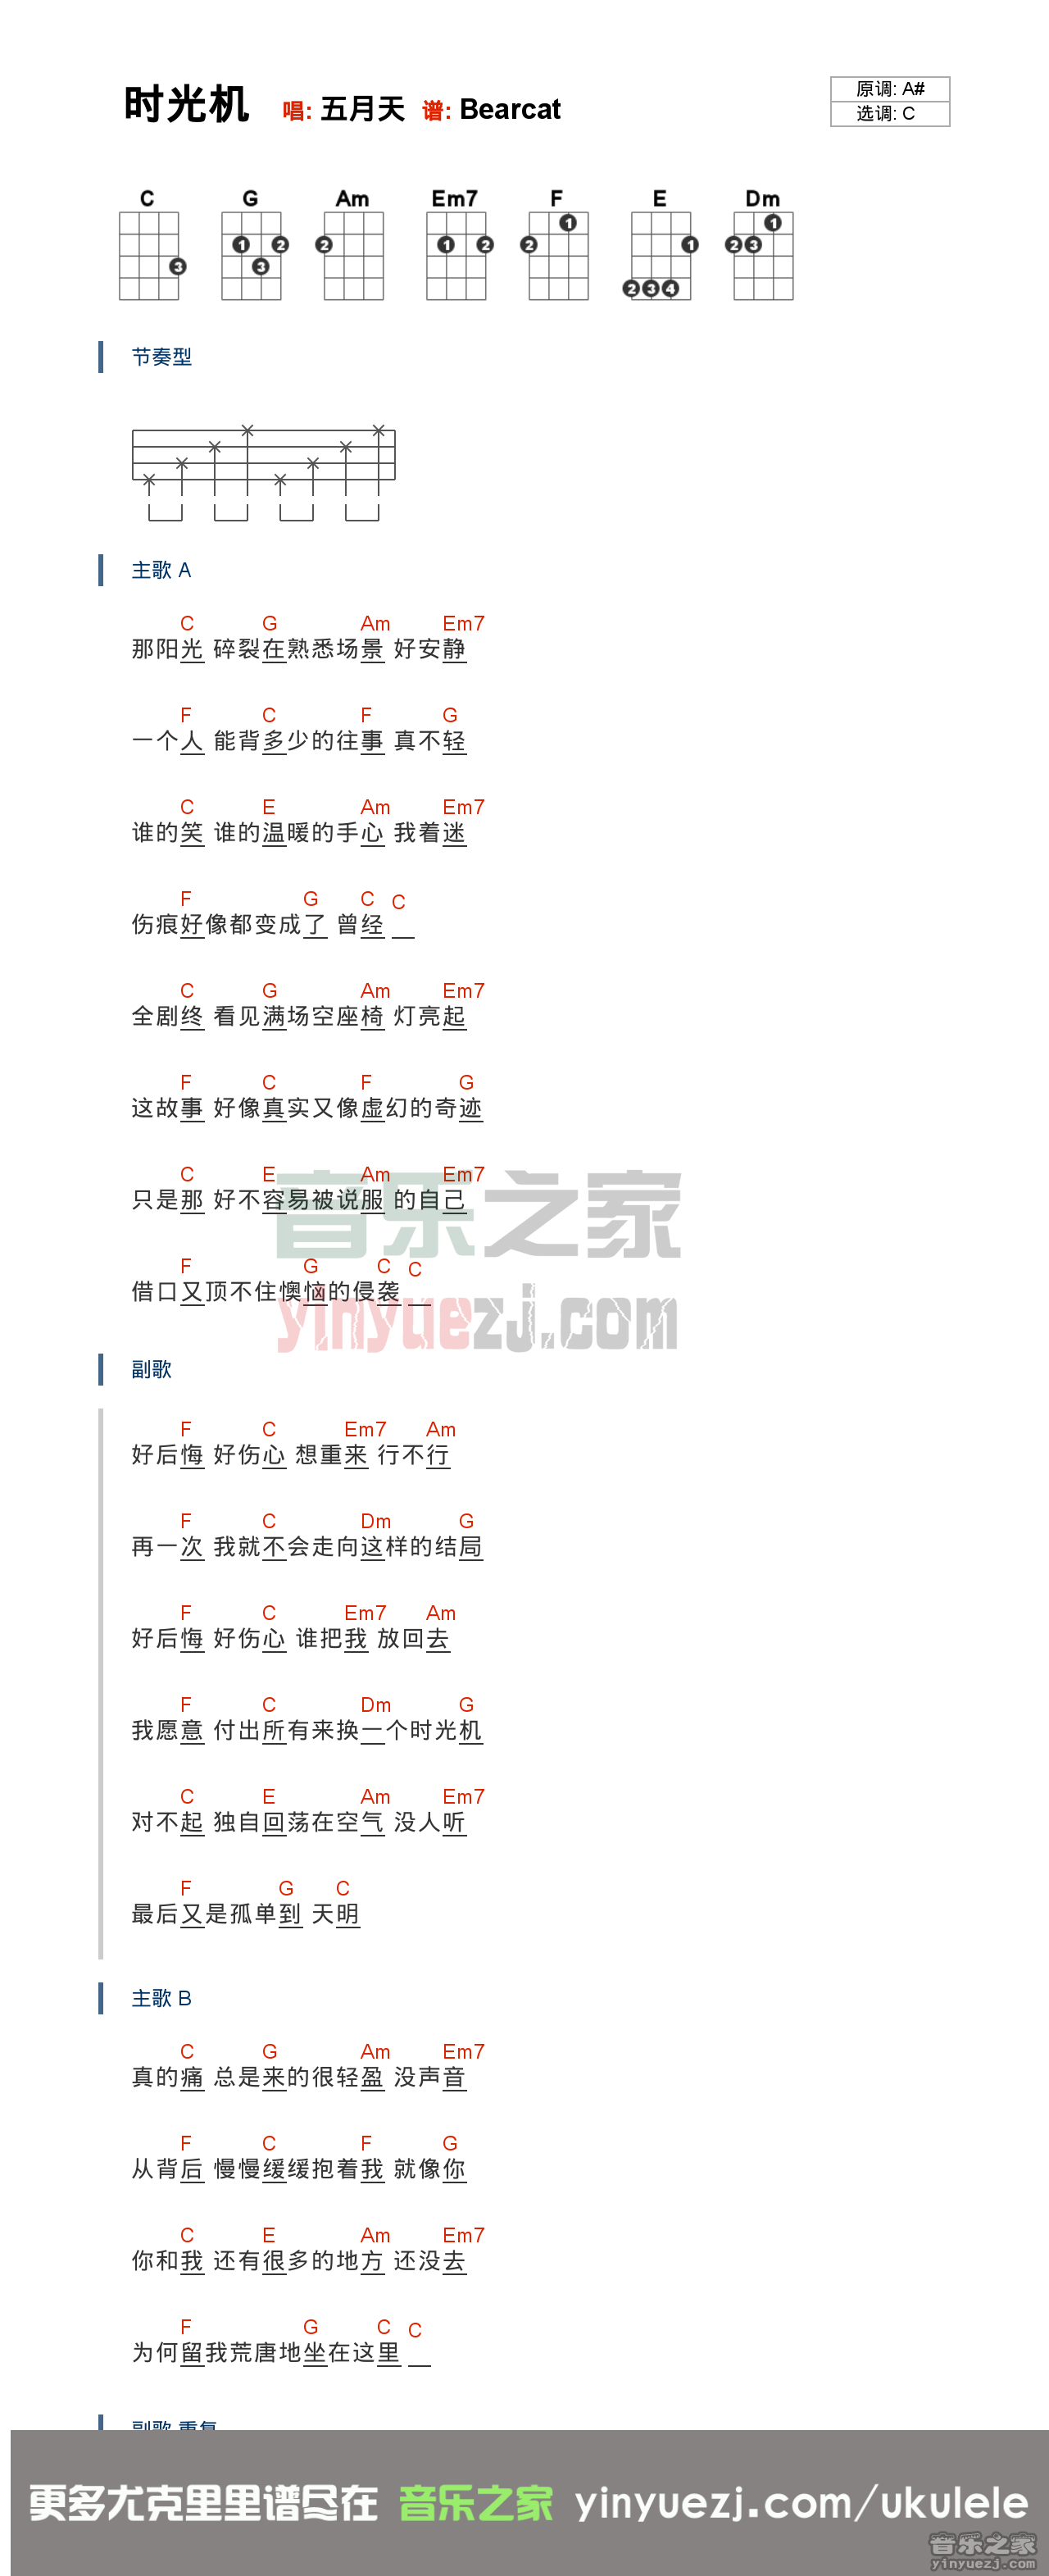 时光机 唱: 五月天 谱: Bearcat
原调: A#
选调: C
C G Am Em7 F E Dm
节奏型
主歌 A
C G Am Em7
那阳光 碎裂在熟悉场景 好安静
F C F G
一个人 能背多少的往事 真不轻
C E Am Em7
谁的笑 谁的温暖的手心 我着迷
F G C C
伤痕好像都变成了 曾经
C G Am Em7
全剧终 看见满场空座椅 灯亮起
F C F G
这故事 好像真实又像虚幻的奇迹
C E Am Em7
只是那 好不容易被说服 的自己
F G C C
借口又顶不住懊恼的侵袭
音乐之家
yinyuezj.com
副歌
F C Em7 Am
好后悔 好伤心 想重来 行不行
F C Dm G
再一次 我就不会走向这样的结局
F C Em7 Am
好后悔 好伤心 谁把我 放回去
F C Dm G
我愿意 付出所有来换一个时光机
C E Am Em7
对不起 独自回荡在空气 没人听
F G C
最后又是孤单到 天明
主歌 B
C G Am Em7
真的痛 总是来的很轻盈 没声音
F C F G
从背后 慢慢缓缓抱着我 就像你
C E Am Em7
你和我 还有很多的地方 还没去
F G C C
为何留我荒唐地坐在这里
副歌 重复
更多尤克里里谱尽在 音乐之家 yinyuezj.com/ukulele
音乐之家
yinyuezj.com